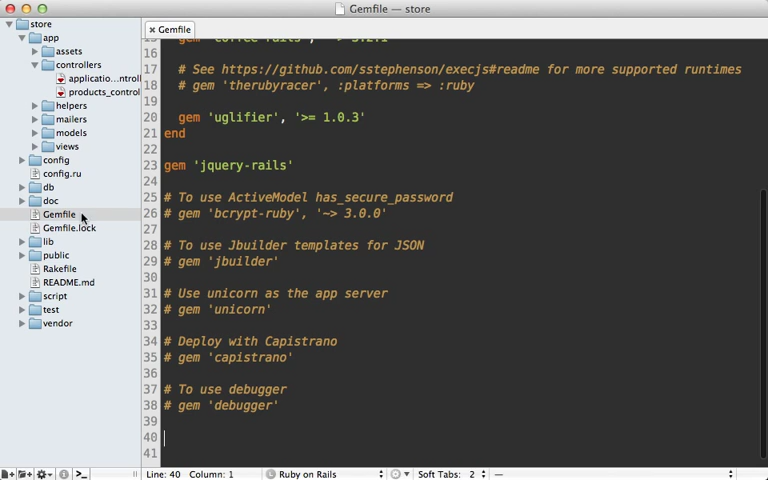 Gemfile — store
store
app
assets
controllers
applicatio...ntroll
products_control
helpers
mailers
models
views
config
config.ru
db
doc
Gemfile
Gemfile.lock
lib
public
Rakefile
README.md
script
test
vendor
Gemfile
16
17 # See https://github.com/sstephenson/execjs#readme for more supported runtimes
18 # gem 'therubyracer', :platforms => :ruby
19
20 gem 'uglifier', '>= 1.0.3'
21 end
22
23 gem 'jquery-rails'
24
25 # To use ActiveModel has_secure_password
26 # gem 'bcrypt-ruby', '~> 3.0.0'
27
28 # To use Jbuilder templates for JSON
29 # gem 'jbuilder'
30
31 # Use unicorn as the app server
32 # gem 'unicorn'
33
34 # Deploy with Capistrano
35 # gem 'capistrano'
36
37 # To use debugger
38 # gem 'debugger'
39
40
41
Line: 40 Column: 1 Ruby on Rails Soft Tabs: 2 —